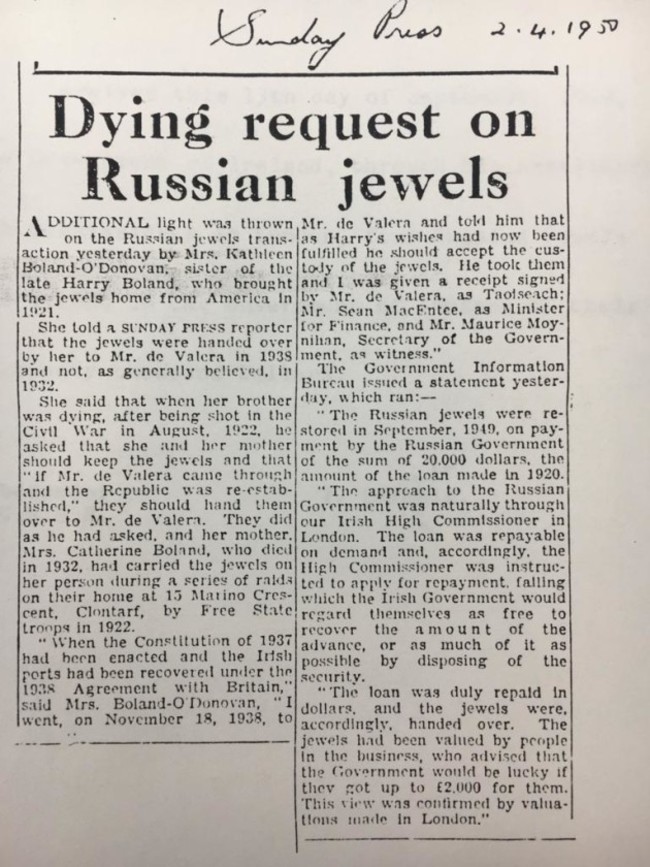 Sunday Press 2.4.1950
Dying request on
Russian jewels
ADDITIONAL light was thrown
on the Russian jewels trans-
action yesterday by Mrs. Kathleen
Boland-O'Donovan, sister of the
late Harry Boland, who brought
the jewels home from America in
1921.
She told a SUNDAY PRESS reporter
that the jewels were handed over
by her to Mr. de Valera in 1938
and not, as generally believed, in
1932.
She said that when her brother
was dying, after being shot in the
Civil War in August, 1922, he
asked that she and her mother
should keep the jewels and that
"if Mr. de Valera came through
and the Republic was re-estab-
lished," they should hand them
over to Mr. de Valera. They did
as he had asked, and her mother,
Mrs. Catherine Boland, who died
in 1932, had carried the jewels on
her person during a series of raids
on their home at 15 Marino Cres-
cent, Clontarf, by Free State
troops in 1922.
"When the Constitution of 1937
had been enacted and the Irish
ports had been recovered under the
1938 Agreement with Britain,"
said Mrs. Boland-O'Donovan, "I
went, on November 18, 1938, to
Mr. de Valera and told him that
as Harry's wishes had now been
fulfilled he should accept the cus-
tody of the jewels. He took them
and I was given a receipt signed
by Mr. de Valera, as Taoiseach;
Mr. Sean MacEntee, as Minister
for Finance, and Mr. Maurice Moy-
nihan, Secretary of the Govern-
ment, as witness."
The Government Information
Bureau issued a statement yester-
day, which ran:—
"The Russian jewels were re-
stored in September, 1949, on pay-
ment by the Russian Government
of the sum of 20,000 dollars, the
amount of the loan made in 1920.
"The approach to the Russian
Government was naturally through
our Irish High Commissioner in
London. The loan was repayable
on demand and, accordingly, the
High Commissioner was instruc-
ted to apply for repayment, failing
which the Irish Government would
regard themselves as free to
recover the amount of the
advance, or as much of it as
possible by disposing of the
security.
"The loan was duly repaid in
dollars, and the jewels were,
accordingly, handed over. The
jewels had been valued by people
in the business, who advised that
the Government would be lucky if
they got up to £2,000 for them.
This view was confirmed by valua-
tions made in London."